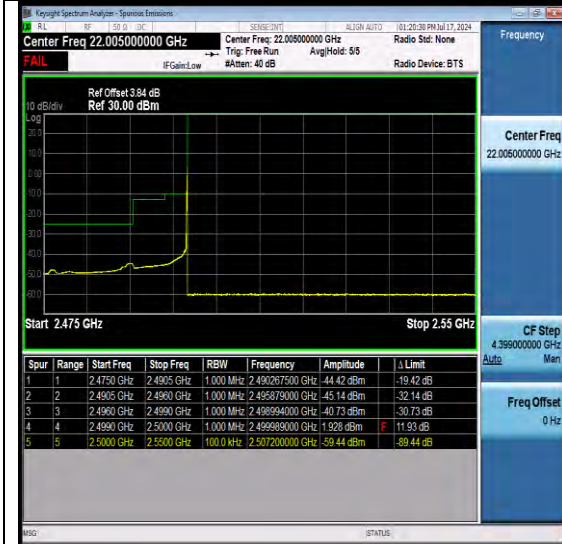 Keysight Spectrum Analyzer - Spurious Emissions
RL RF 50 Ω DC SENSE:INT ALIGN AUTO 01:20:30 PM Jul 17, 2024
Center Freq 22.005000000 GHz
Center Freq: 22.005000000 GHz
Radio Std: None
Trig: Free Run Avg|Hold: 5/5
FAIL
IFGain:Low
#Atten: 40 dB
Radio Device: BTS
Frequency
Ref Offset 3.84 dB
10 dB/div Ref 30.00 dBm
Log
20.0
10.0
0.00
-10.0
-20.0
-30.0
-40.0
-50.0
-60.0
Start 2.475 GHz Stop 2.55 GHz
Center Freq
22.005000000 GHz
CF Step
4.399000000 GHz
Auto Man
Freq Offset
0 Hz
Spur Range Start Freq Stop Freq RBW Frequency Amplitude Δ Limit
1 1 2.4750 GHz 2.4905 GHz 1.000 MHz 2.490267500 GHz -44.42 dBm -19.42 dB
2 2 2.4905 GHz 2.4960 GHz 1.000 MHz 2.495879000 GHz -45.14 dBm -32.14 dB
3 3 2.4960 GHz 2.4990 GHz 1.000 MHz 2.498994000 GHz -40.73 dBm -30.73 dB
4 4 2.4990 GHz 2.5000 GHz 1.000 MHz 2.499989000 GHz 1.928 dBm F 11.93 dB
5 5 2.5000 GHz 2.5500 GHz 100.0 kHz 2.507200000 GHz -59.44 dBm -89.44 dB
MSG STATUS